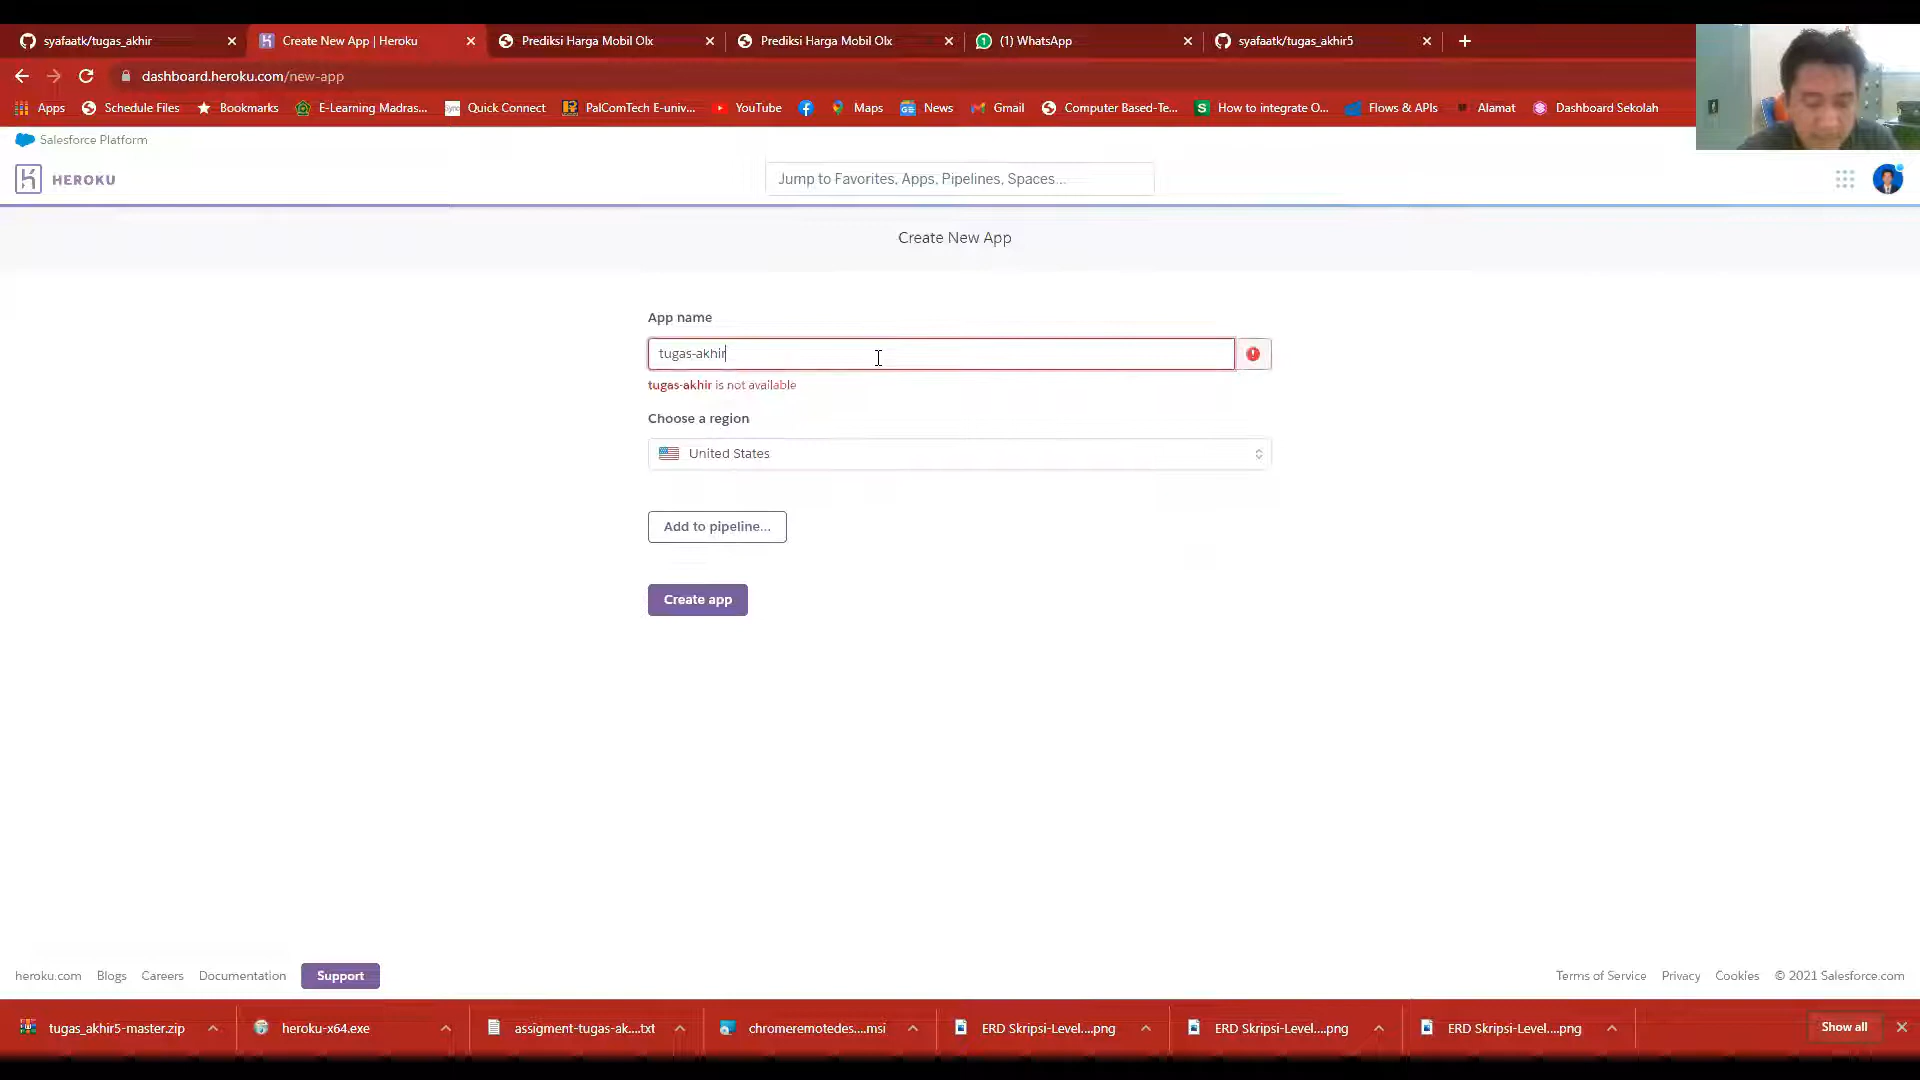 syafaatk/tugas_akhir
Create New App | Heroku
Prediksi Harga Mobil Olx
Prediksi Harga Mobil Olx
(1) WhatsApp
syafaatk/tugas_akhir5
dashboard.heroku.com/new-app
Apps
Schedule Files
Bookmarks
E-Learning Madras...
Quick Connect
PalComTech E-univ...
YouTube
Maps
News
Gmail
Computer Based-Te...
How to integrate O...
Flows & APIs
Alamat
Dashboard Sekolah
Salesforce Platform
HEROKU
Jump to Favorites, Apps, Pipelines, Spaces...
Create New App
App name
tugas-akhir
tugas-akhir is not available
Choose a region
United States
Add to pipeline...
Create app
heroku.com
Blogs
Careers
Documentation
Support
Terms of Service
Privacy
Cookies
© 2021 Salesforce.com
tugas_akhir5-master.zip
heroku-x64.exe
assigment-tugas-ak....txt
chromeremotedes....msi
ERD Skripsi-Level....png
ERD Skripsi-Level....png
ERD Skripsi-Level....png
Show all